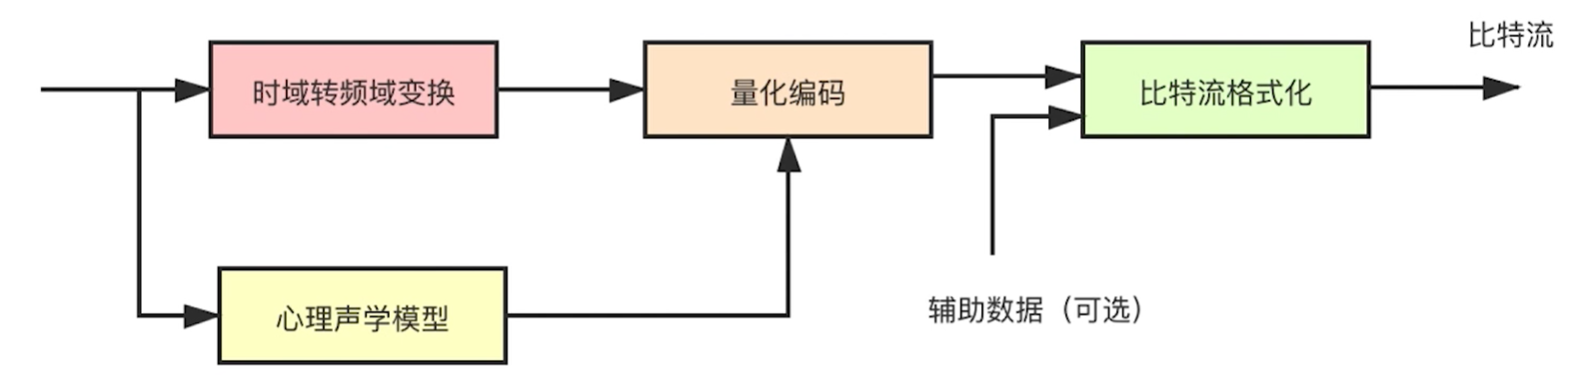 比特流
时域转频域变换
量化编码
比特流格式化
心理声学模型
辅助数据（可选）